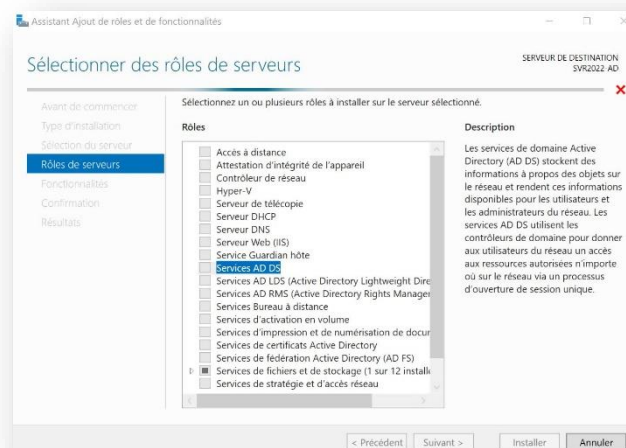 Assistant Ajout de rôles et de fonctionnalités
Sélectionner des rôles de serveurs
SERVEUR DE DESTINATION
SVR2022-AD
Avant de commencer
Type d'installation
Sélection du serveur
Rôles de serveurs
Fonctionnalités
Confirmation
Résultats
Sélectionnez un ou plusieurs rôles à installer sur le serveur sélectionné.
Rôles
Accès à distance
Attestation d'intégrité de l'appareil
Contrôleur de réseau
Hyper-V
Serveur de télécopie
Serveur DHCP
Serveur DNS
Serveur Web (IIS)
Service Guardian hôte
Services AD DS
Services AD LDS (Active Directory Lightweight Dire
Services AD RMS (Active Directory Rights Manager
Services Bureau à distance
Services d'activation en volume
Services d'impression et de numérisation de docur
Services de certificats Active Directory
Services de fédération Active Directory (AD FS)
Services de fichiers et de stockage (1 sur 12 installé
Services de stratégie et d'accès réseau
Description
Les services de domaine Active
Directory (AD DS) stockent des
informations à propos des objets sur
le réseau et rendent ces informations
disponibles pour les utilisateurs et
les administrateurs du réseau. Les
services AD DS utilisent les
contrôleurs de domaine pour donner
aux utilisateurs du réseau un accès
aux ressources autorisées n'importe
où sur le réseau via un processus
d'ouverture de session unique.
< Précédent
Suivant >
Installer
Annuler